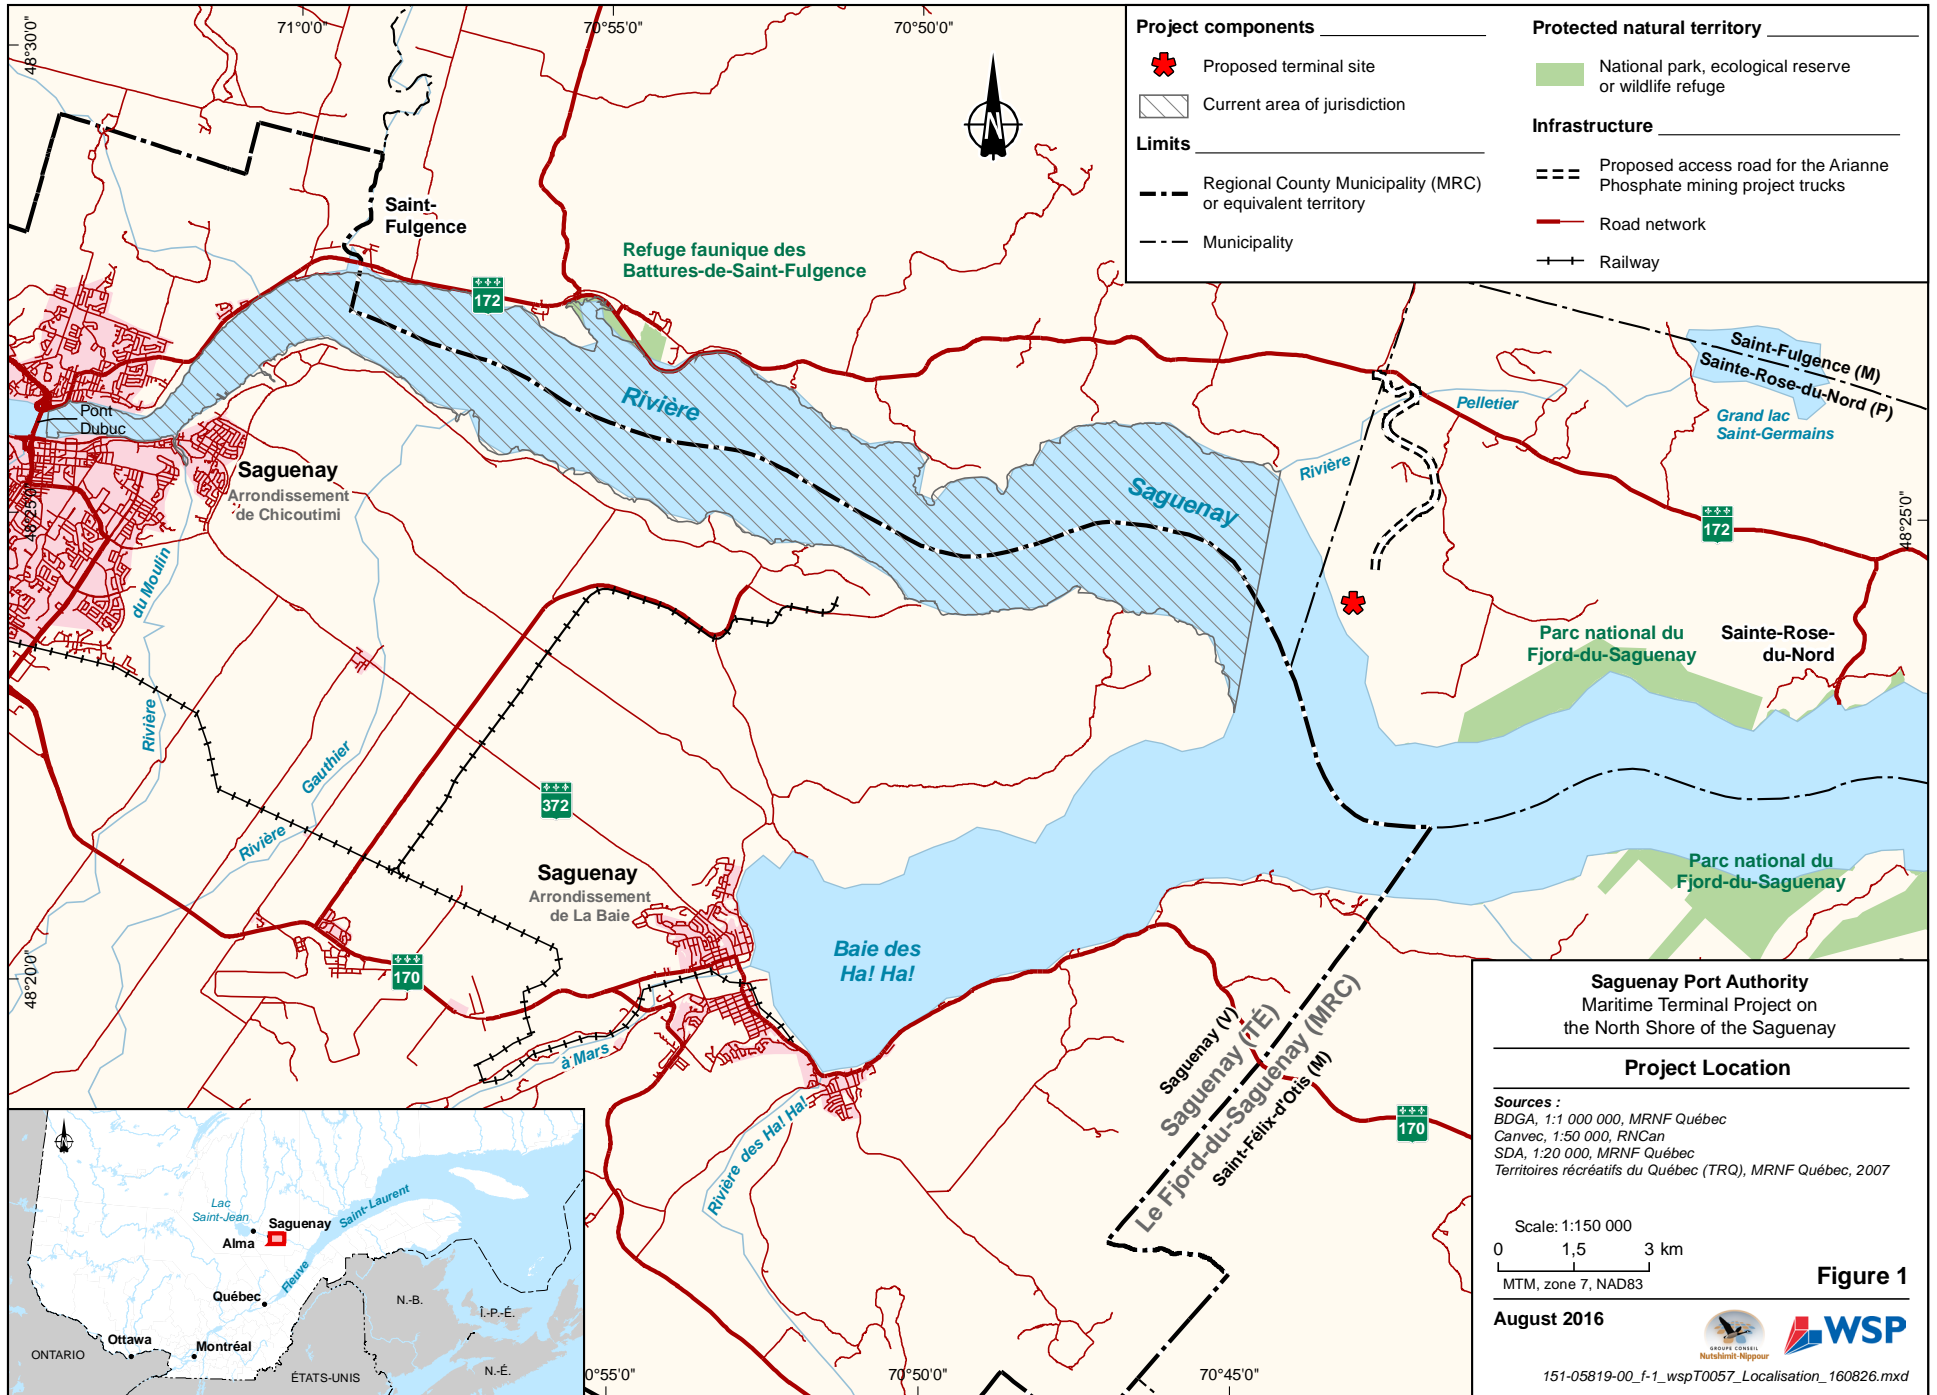 71°0'0"
70°55'0"
70°50'0"
48°30'0"
Project components
Proposed terminal site
Current area of jurisdiction
Limits
Regional County Municipality (MRC)
or equivalent territory
Municipality
Protected natural territory
National park, ecological reserve
or wildlife refuge
Infrastructure
Proposed access road for the Arianne
Phosphate mining project trucks
Road network
Railway
Saint-
Fulgence
Refuge faunique des
Battures-de-Saint-Fulgence
172
Saint-Fulgence (M)
Sainte-Rose-du-Nord (P)
Grand lac
Saint-Germains
Rivière
Pelletier
Rivière
Saguenay
Pont
Dubuc
Saguenay
Arrondissement
de Chicoutimi
48°25'0"
172
48°25'0"
du Moulin
Rivière
Parc national du
Fjord-du-Saguenay
Sainte-Rose-
du-Nord
Gauthier
Rivière
372
Saguenay
Arrondissement
de La Baie
Parc national du
Fjord-du-Saguenay
Baie des
Ha! Ha!
170
48°20'0"
à Mars
Rivière des Ha! Ha!
Saguenay (V)
Saguenay (TÉ)
Le Fjord-du-Saguenay (MRC)
Saint-Félix-d'Otis (M)
170
Lac
Saint-Jean
Saguenay
Alma
Saint-Laurent
Fleuve
Québec
N.-B.
Î.-P.-É.
Ottawa
Montréal
ONTARIO
ÉTATS-UNIS
N.-É.
0°55'0"
70°50'0"
70°45'0"
Saguenay Port Authority
Maritime Terminal Project on
the North Shore of the Saguenay
Project Location
Sources :
BDGA, 1:1 000 000, MRNF Québec
Canvec, 1:50 000, RNCan
SDA, 1:20 000, MRNF Québec
Territoires récréatifs du Québec (TRQ), MRNF Québec, 2007
Scale: 1:150 000
0 1,5 3 km
MTM, zone 7, NAD83
Figure 1
August 2016
GROUPE CONSEIL
Nutshimit-Nippour
WSP
151-05819-00_f-1_wspT0057_Localisation_160826.mxd